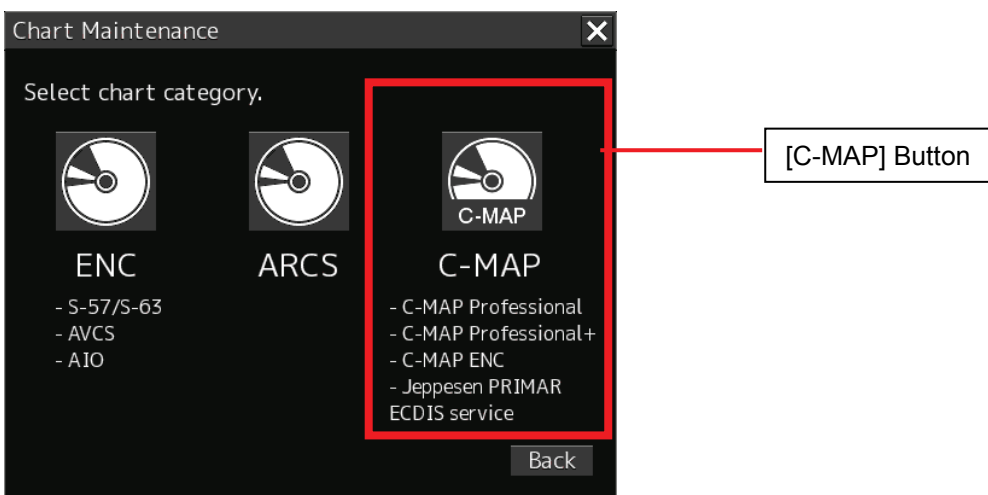 Chart Maintenance
Select chart category.
C-MAP
ENC
- S-57/S-63
- AVCS
- AIO
ARCS
C-MAP
- C-MAP Professional
- C-MAP Professional+
- C-MAP ENC
- Jeppesen PRIMAR
ECDIS service
Back
[C-MAP] Button